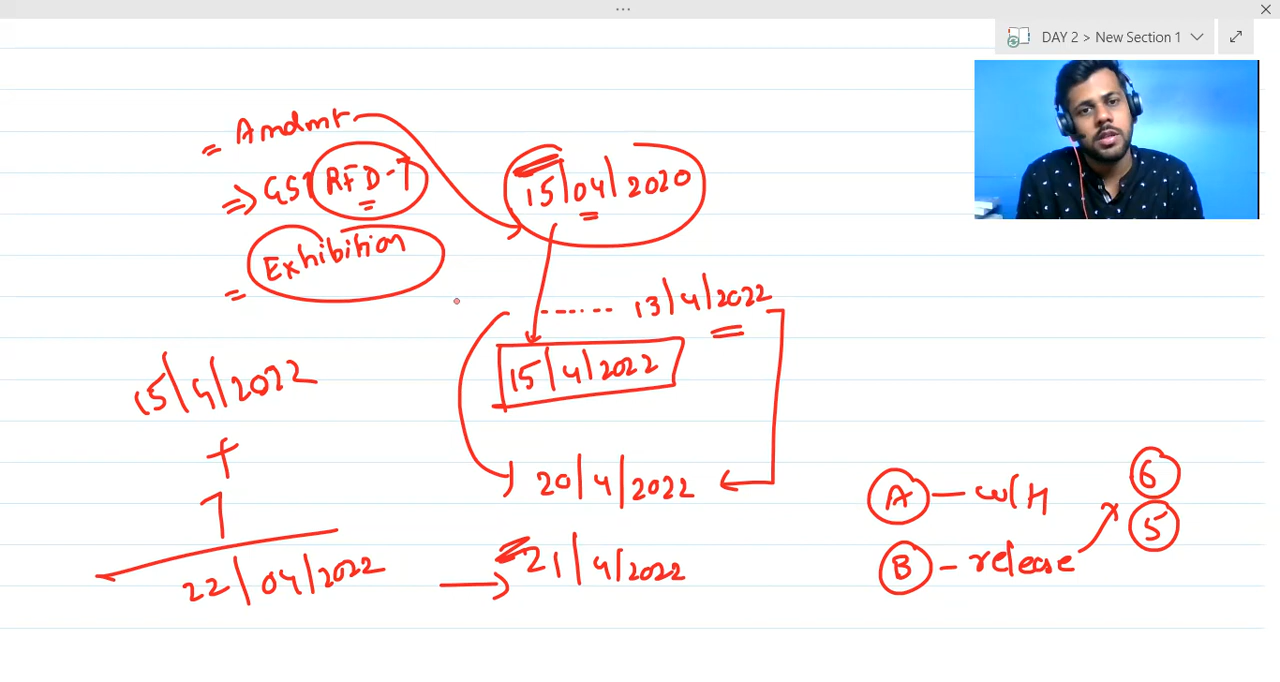 DAY 2 > New Section 1
= Amdmt
=> GST RFD-7
= Exhibition
15/04/2020
...... 13/4/2022
15/4/2022
15/4/2022
+
7
22/04/2022
20/4/2022
21/4/2022
A - W/H
B - release
6
5